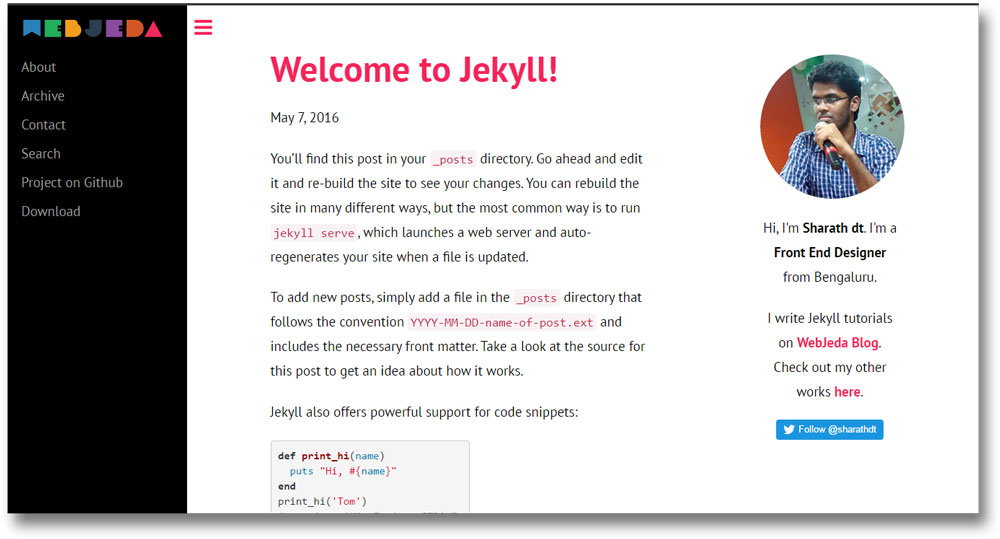 WEBJEDA
About
Archive
Contact
Search
Project on Github
Download
Welcome to Jekyll!
May 7, 2016
You'll find this post in your _posts directory. Go ahead and edit
it and re-build the site to see your changes. You can rebuild the
site in many different ways, but the most common way is to run
jekyll serve, which launches a web server and auto-
regenerates your site when a file is updated.
To add new posts, simply add a file in the _posts directory that
follows the convention YYYY-MM-DD-name-of-post.ext and
includes the necessary front matter. Take a look at the source for
this post to get an idea about how it works.
Jekyll also offers powerful support for code snippets:
def print_hi(name)
  puts "Hi, #{name}"
end
print_hi('Tom')
Hi, I'm Sharath dt. I'm a
Front End Designer
from Bengaluru.
I write Jekyll tutorials
on WebJeda Blog.
Check out my other
works here.
Follow @sharathdt